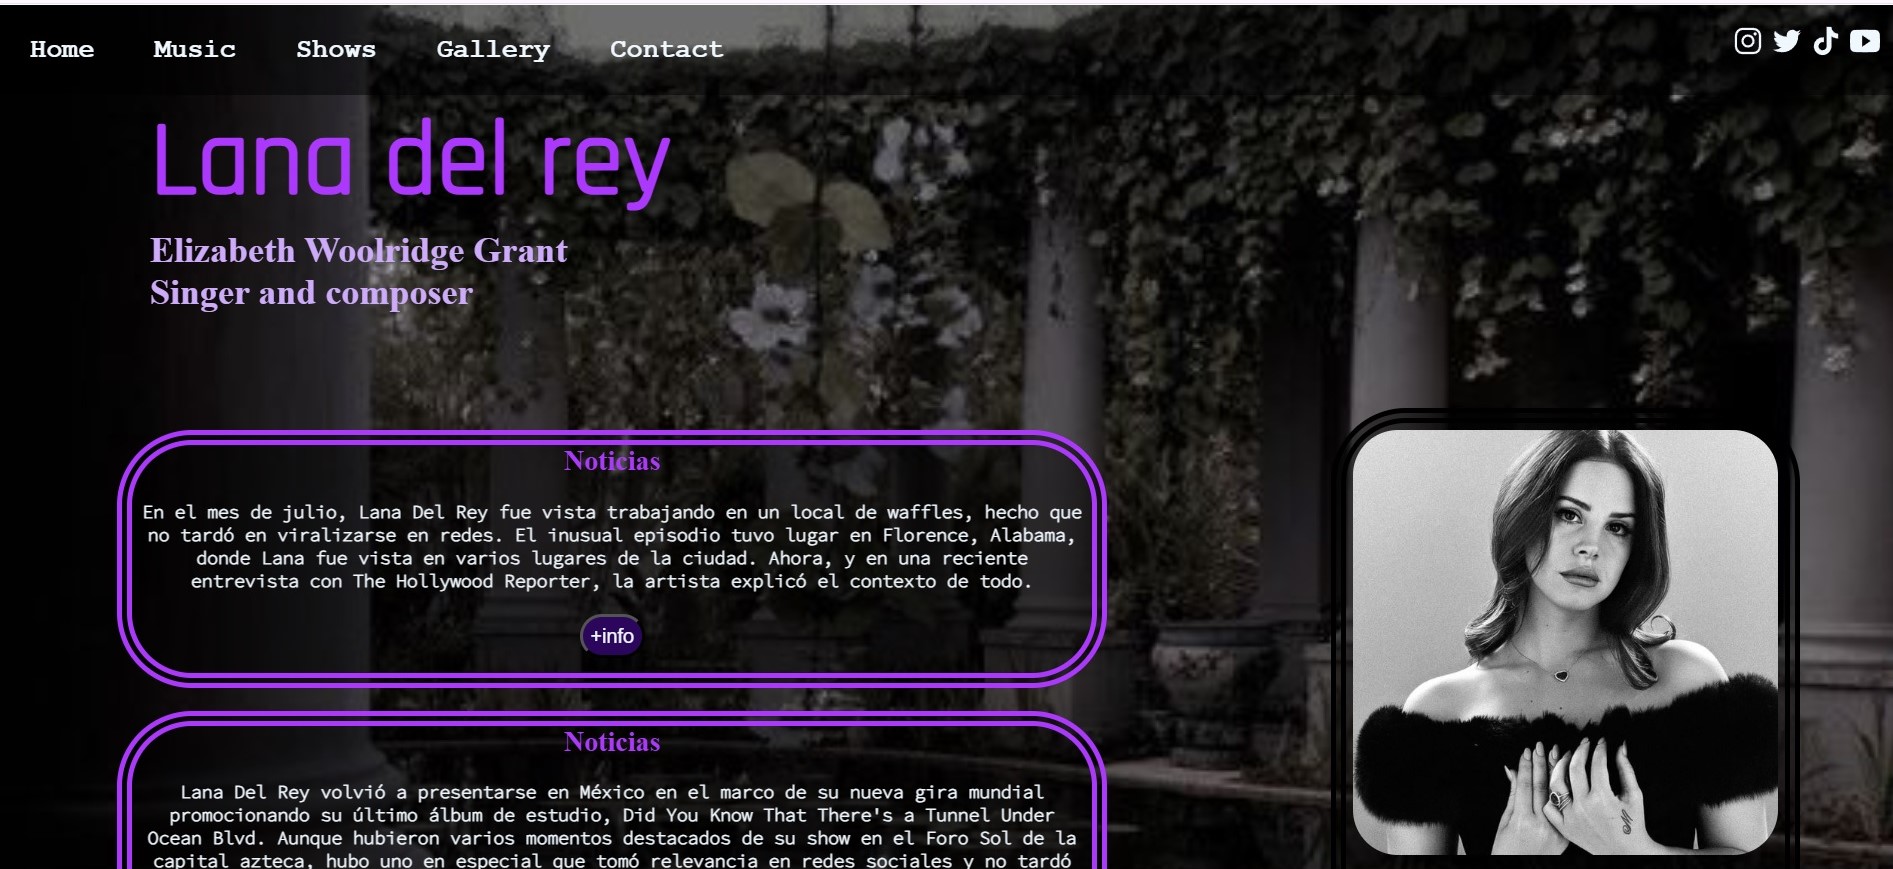 Home Music Shows Gallery Contact
Lana del rey
Elizabeth Woolridge Grant
Singer and composer
Noticias
En el mes de julio, Lana Del Rey fue vista trabajando en un local de waffles, hecho que
no tardó en viralizarse en redes. El inusual episodio tuvo lugar en Florence, Alabama,
donde Lana fue vista en varios lugares de la ciudad. Ahora, y en una reciente
entrevista con The Hollywood Reporter, la artista explicó el contexto de todo.
+info
Noticias
Lana Del Rey volvió a presentarse en México en el marco de su nueva gira mundial
promocionando su último álbum de estudio, Did You Know That There's a Tunnel Under
Ocean Blvd. Aunque hubieron varios momentos destacados de su show en el Foro Sol de la
capital azteca, hubo uno en especial que tomó relevancia en redes sociales y no tardó